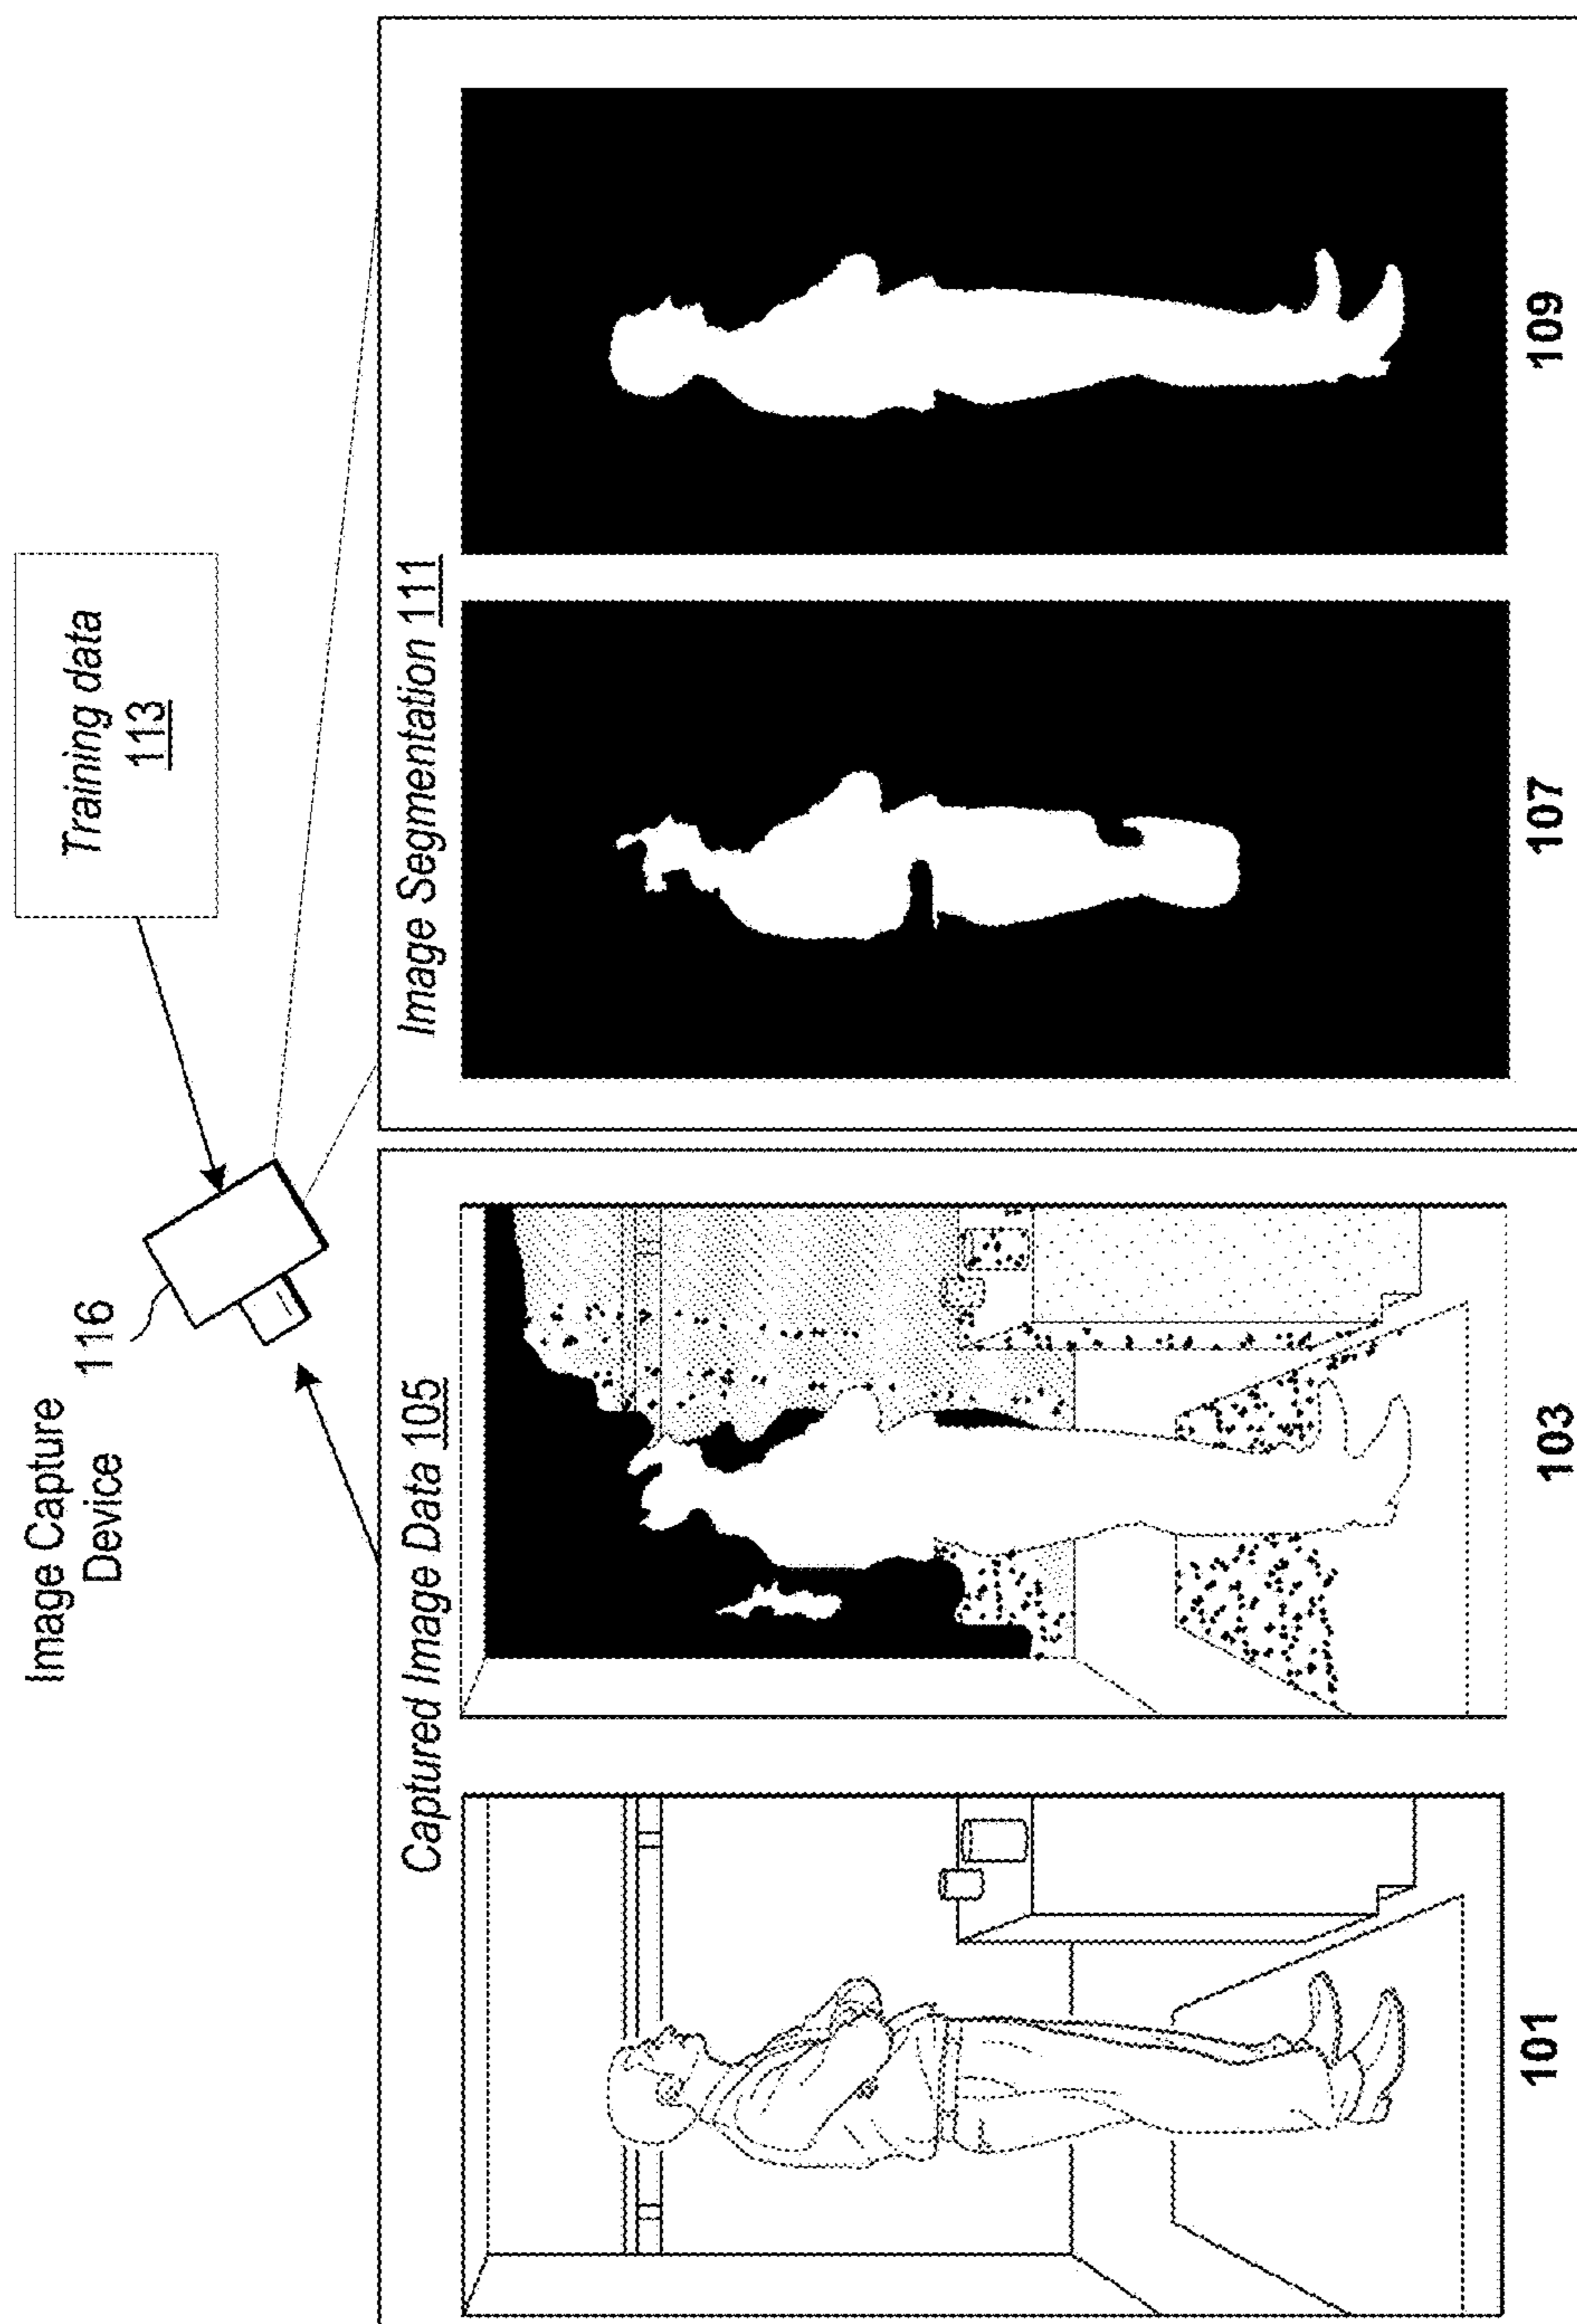 Image Capture
Device 116
Training data
113
Captured Image Data 105
Image Segmentation 111
101
103
107
109